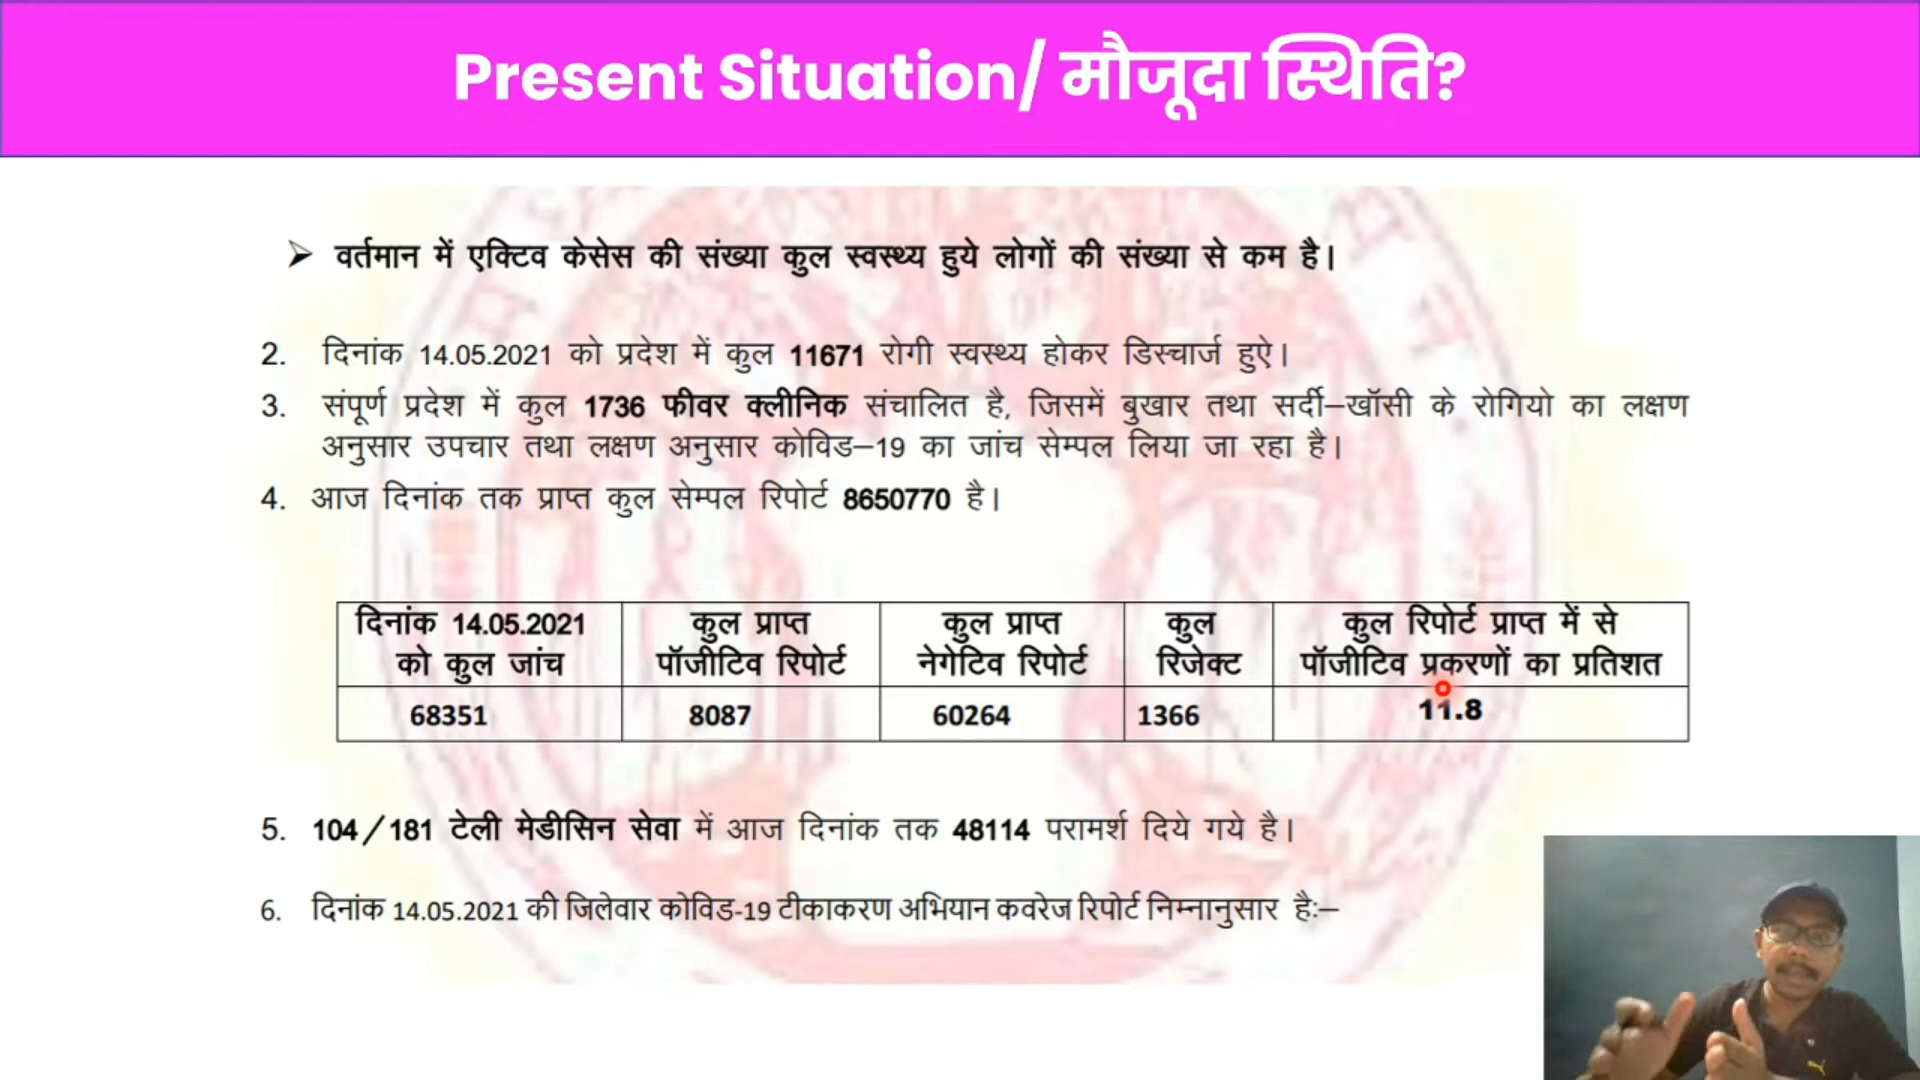 Present Situation/ मौजूदा स्थिति?
➢ वर्तमान में एक्टिव केसेस की संख्या कुल स्वस्थ्य हुये लोगों की संख्या से कम है।
2. दिनांक 14.05.2021 को प्रदेश में कुल 11671 रोगी स्वस्थ्य होकर डिस्चार्ज हुऐ।
3. संपूर्ण प्रदेश में कुल 1736 फीवर क्लीनिक संचालित है, जिसमें बुखार तथा सर्दी–खॉसी के रोगियो का लक्षण
अनुसार उपचार तथा लक्षण अनुसार कोविड–19 का जांच सेम्पल लिया जा रहा है।
4. आज दिनांक तक प्राप्त कुल सेम्पल रिपोर्ट 8650770 है।
दिनांक 14.05.2021 को कुल जांच | कुल प्राप्त पॉजीटिव रिपोर्ट | कुल प्राप्त नेगेटिव रिपोर्ट | कुल रिजेक्ट | कुल रिपोर्ट प्राप्त में से पॉजीटिव प्रकरणों का प्रतिशत
68351 | 8087 | 60264 | 1366 | 11.8
5. 104/181 टेली मेडीसिन सेवा में आज दिनांक तक 48114 परामर्श दिये गये है।
6. दिनांक 14.05.2021 की जिलेवार कोविड-19 टीकाकरण अभियान कवरेज रिपोर्ट निम्नानुसार है:–